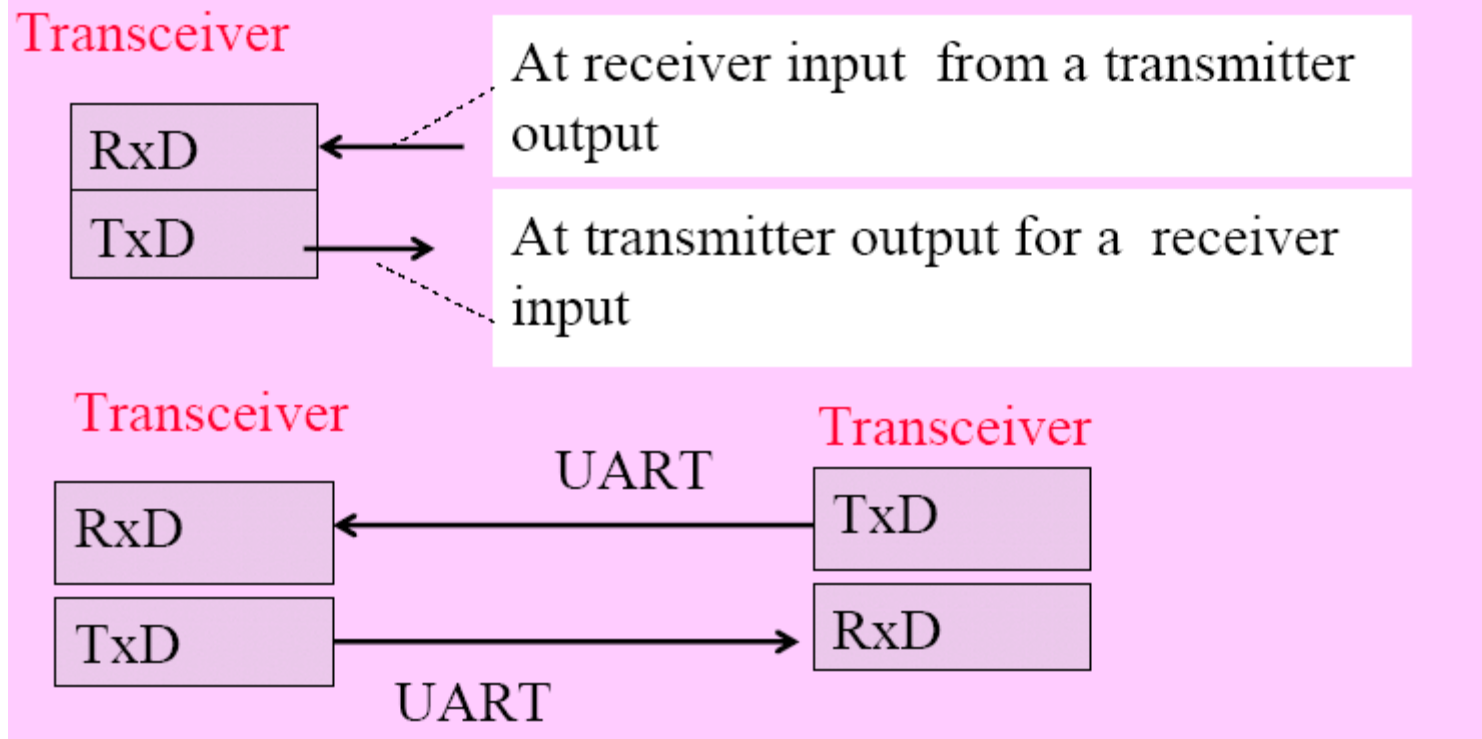 Transceiver
At receiver input from a transmitter
output
RxD
TxD
At transmitter output for a receiver
input
Transceiver
Transceiver
UART
RxD
TxD
TxD
RxD
UART